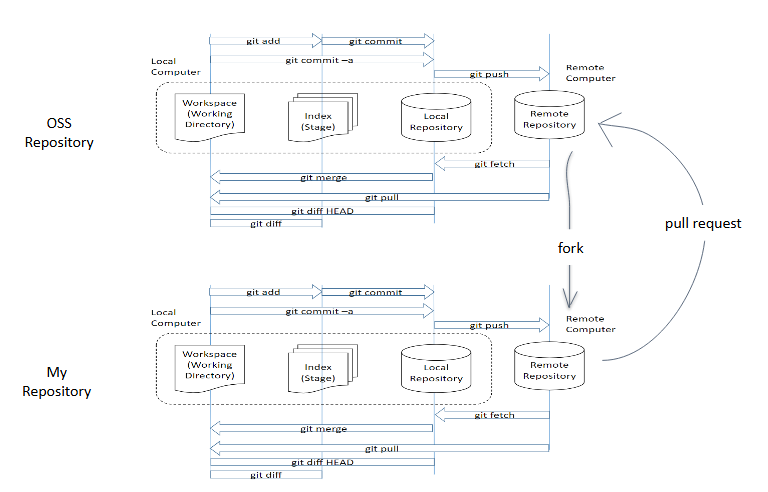 git add
git commit
git commit –a
Local
Computer
git push
Remote
Computer
OSS
Repository
Workspace
(Working
Directory)
Index
(Stage)
Local
Repository
Remote
Repository
git fetch
git merge
git pull
git diff HEAD
git diff
pull request
fork
git add
git commit
git commit –a
Local
Computer
git push
Remote
Computer
My
Repository
Workspace
(Working
Directory)
Index
(Stage)
Local
Repository
Remote
Repository
git fetch
git merge
git pull
git diff HEAD
git diff